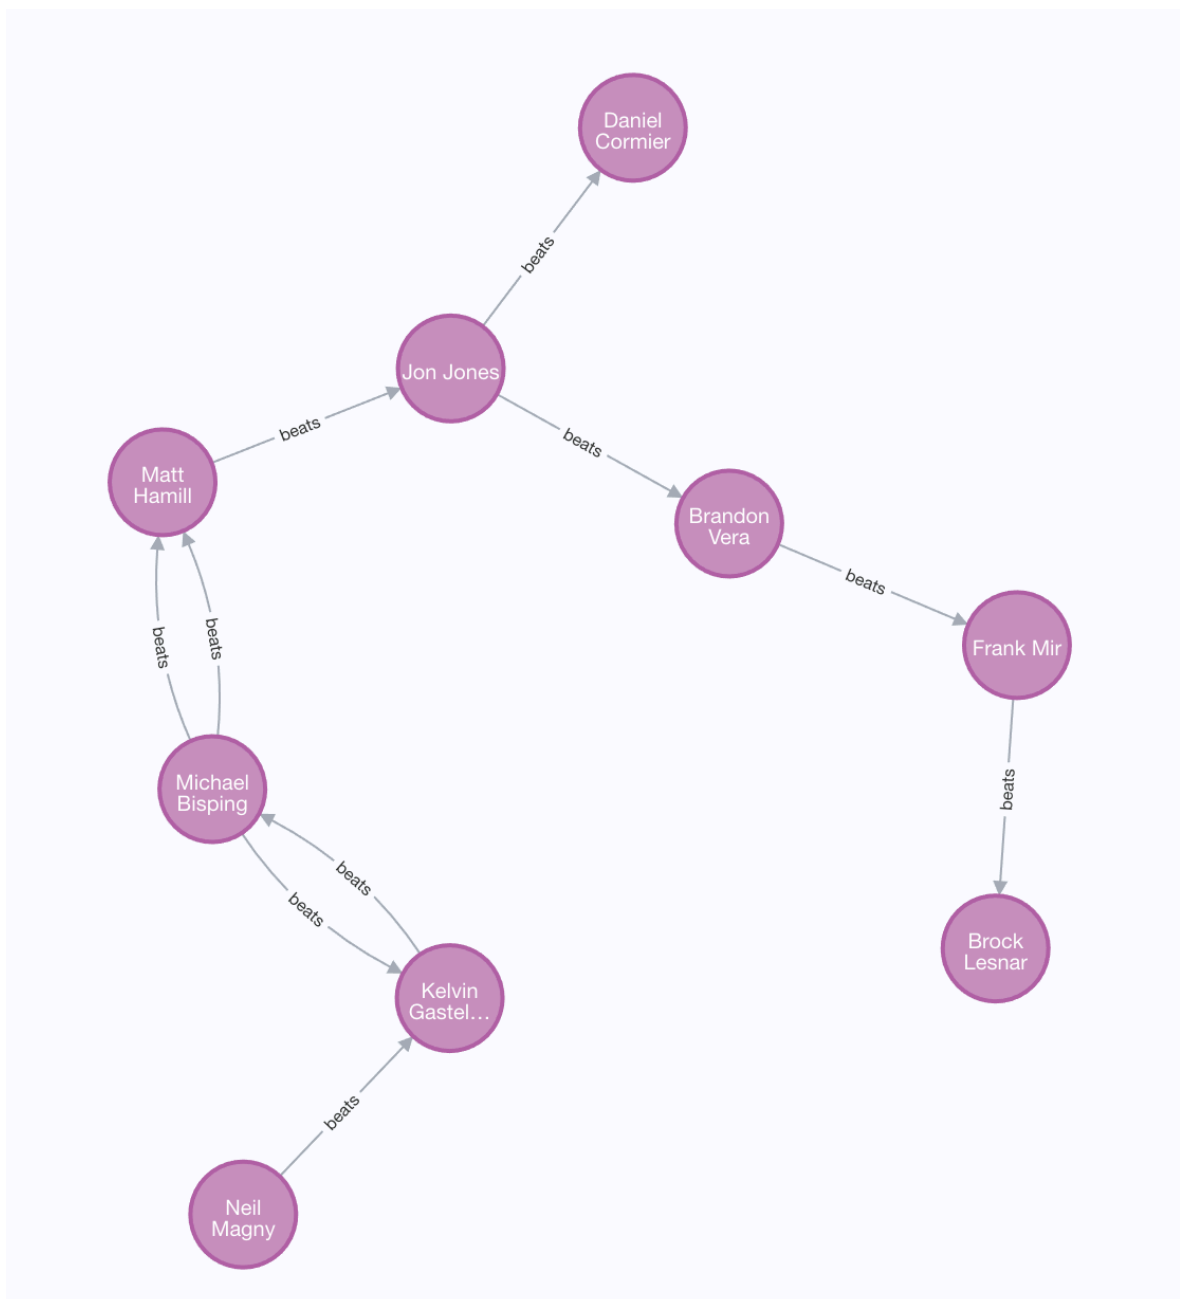 Daniel
Cormier
beats
Jon Jones
beats
beats
Matt
Hamill
Brandon
Vera
beats
beats
beats
Frank Mir
Michael
Bisping
beats
beats
beats
Brock
Lesnar
Kelvin
Gastel…
beats
Neil
Magny